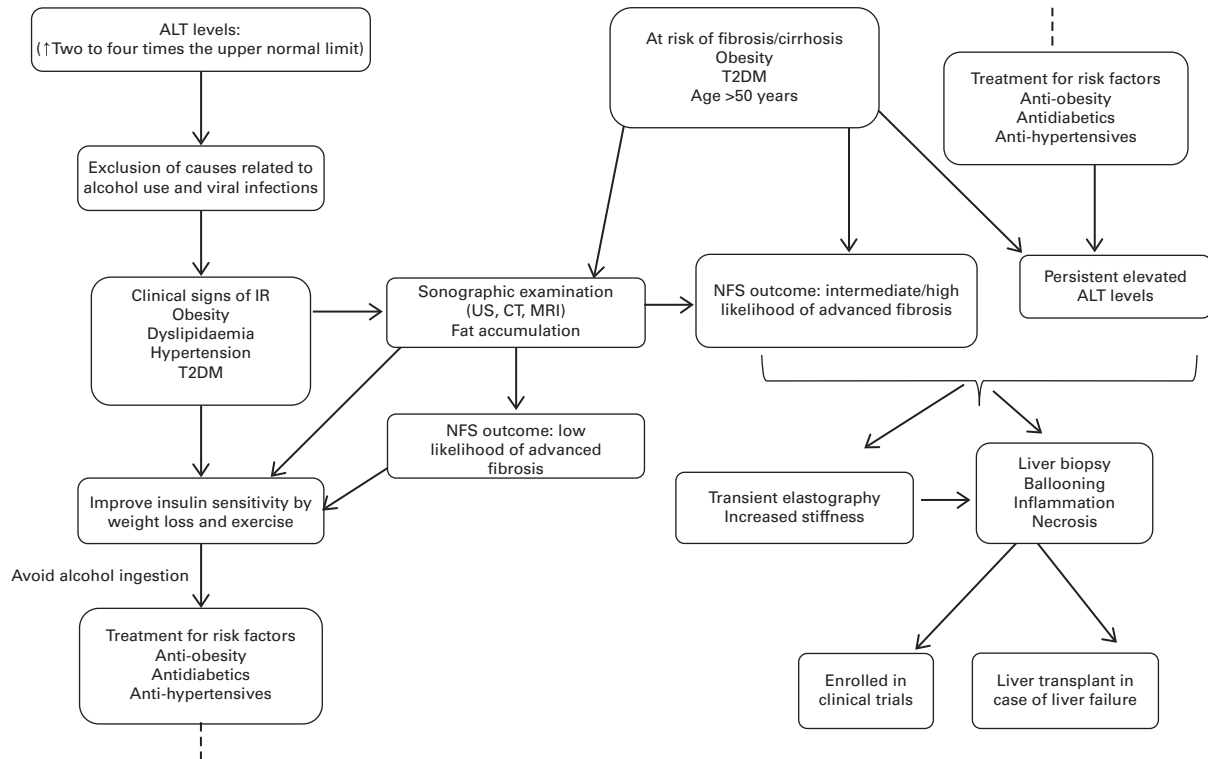 ALT levels:
(↑Two to four times the upper normal limit)
Exclusion of causes related to
alcohol use and viral infections
Clinical signs of IR
Obesity
Dyslipidaemia
Hypertension
T2DM
Improve insulin sensitivity by
weight loss and exercise
Avoid alcohol ingestion
Treatment for risk factors
Anti-obesity
Antidiabetics
Anti-hypertensives
Sonographic examination
(US, CT, MRI)
Fat accumulation
NFS outcome: low
likelihood of advanced
fibrosis
At risk of fibrosis/cirrhosis
Obesity
T2DM
Age >50 years
NFS outcome: intermediate/high
likelihood of advanced fibrosis
Treatment for risk factors
Anti-obesity
Antidiabetics
Anti-hypertensives
Persistent elevated
ALT levels
Transient elastography
Increased stiffness
Liver biopsy
Ballooning
Inflammation
Necrosis
Enrolled in
clinical trials
Liver transplant in
case of liver failure